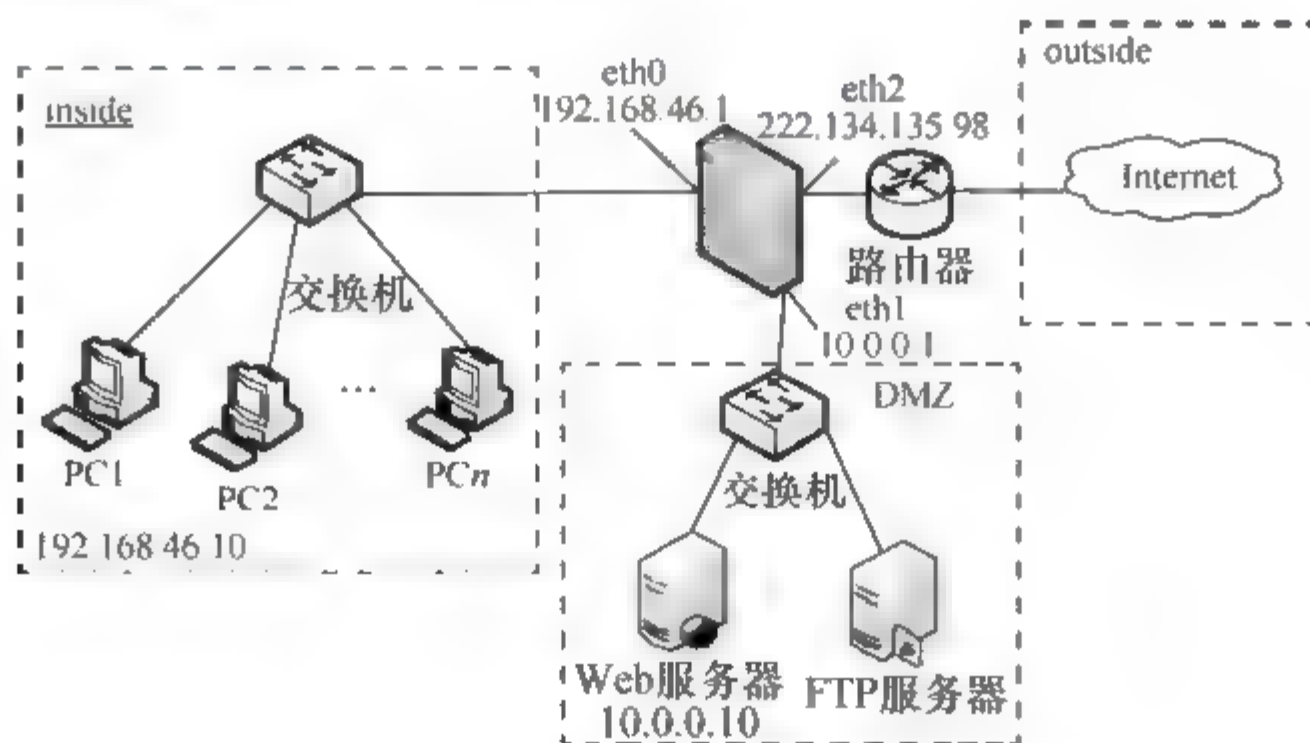 inside
eth0
192.168.46.1
eth2
222.134.135 98
outside
Internet
路由器
eth1
10 0 0 1
交换机
PC1
PC2
...
PCn
192 168 46 10
DMZ
交换机
Web服务器
10.0.0.10
FTP服务器